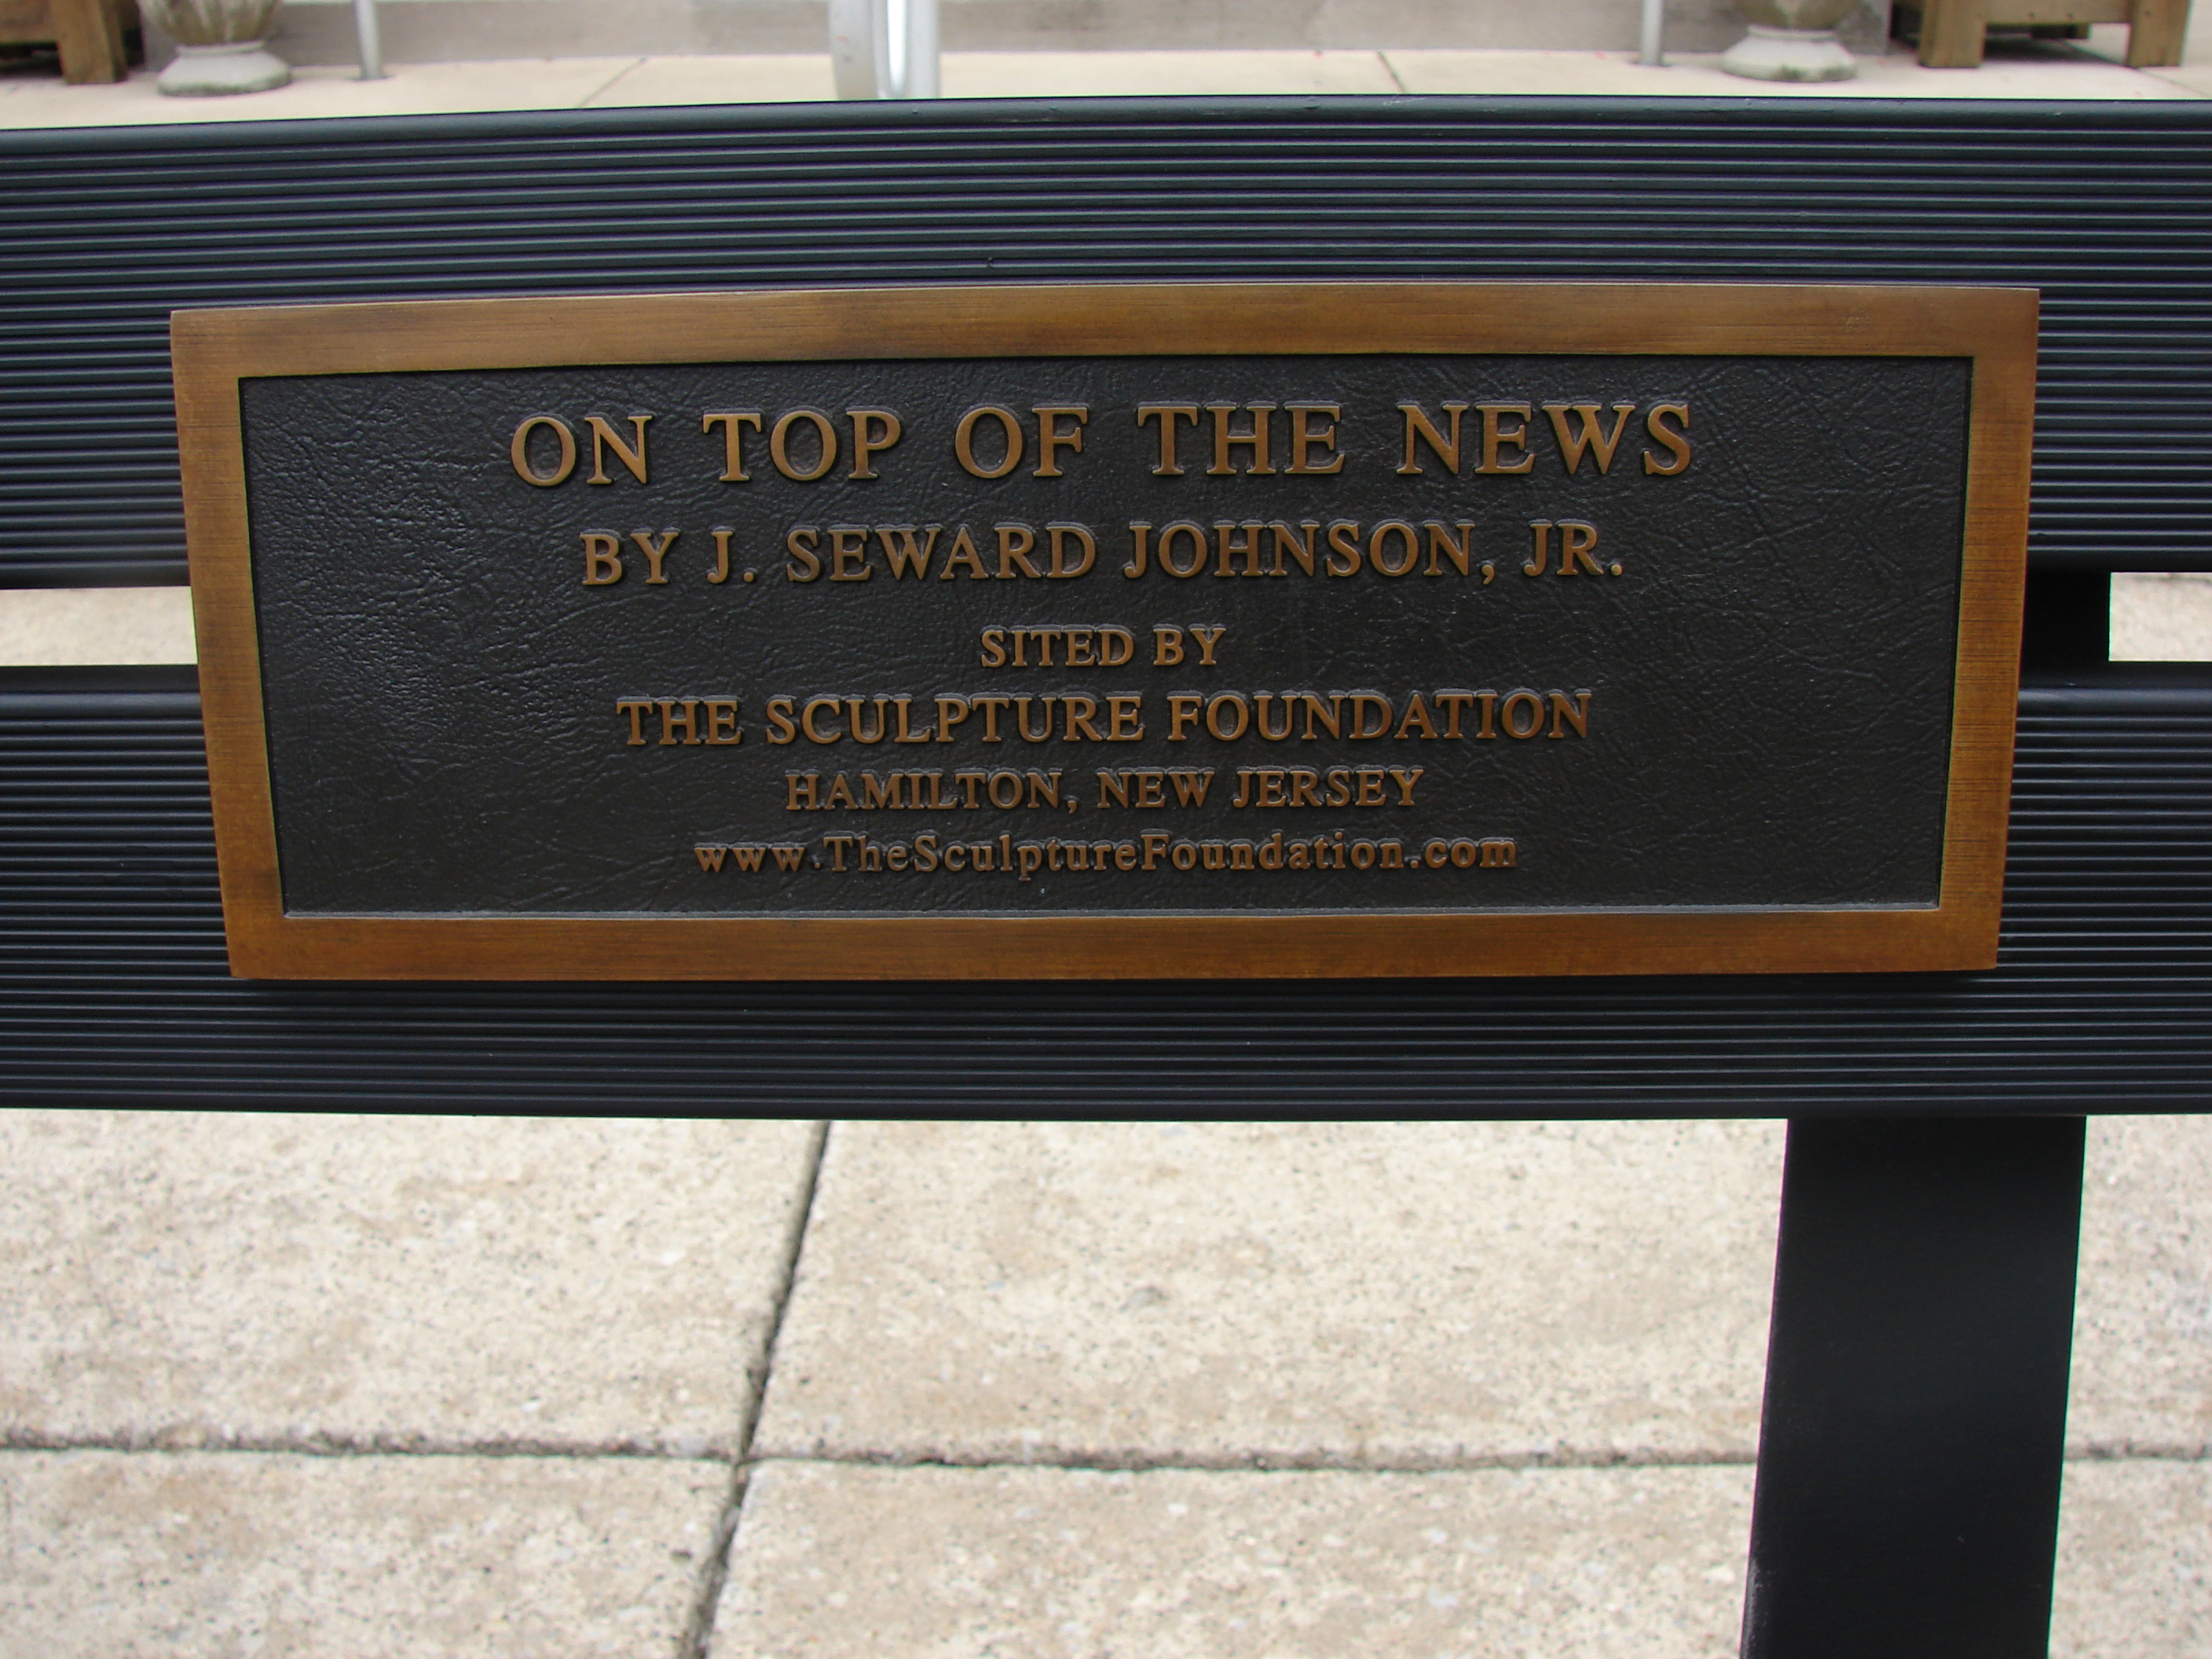 ON TOP OF THE NEWS
BY J. SEWARD JOHNSON, JR.
SITED BY
THE SCULPTURE FOUNDATION
HAMILTON, NEW JERSEY
www.TheSculptureFoundation.com